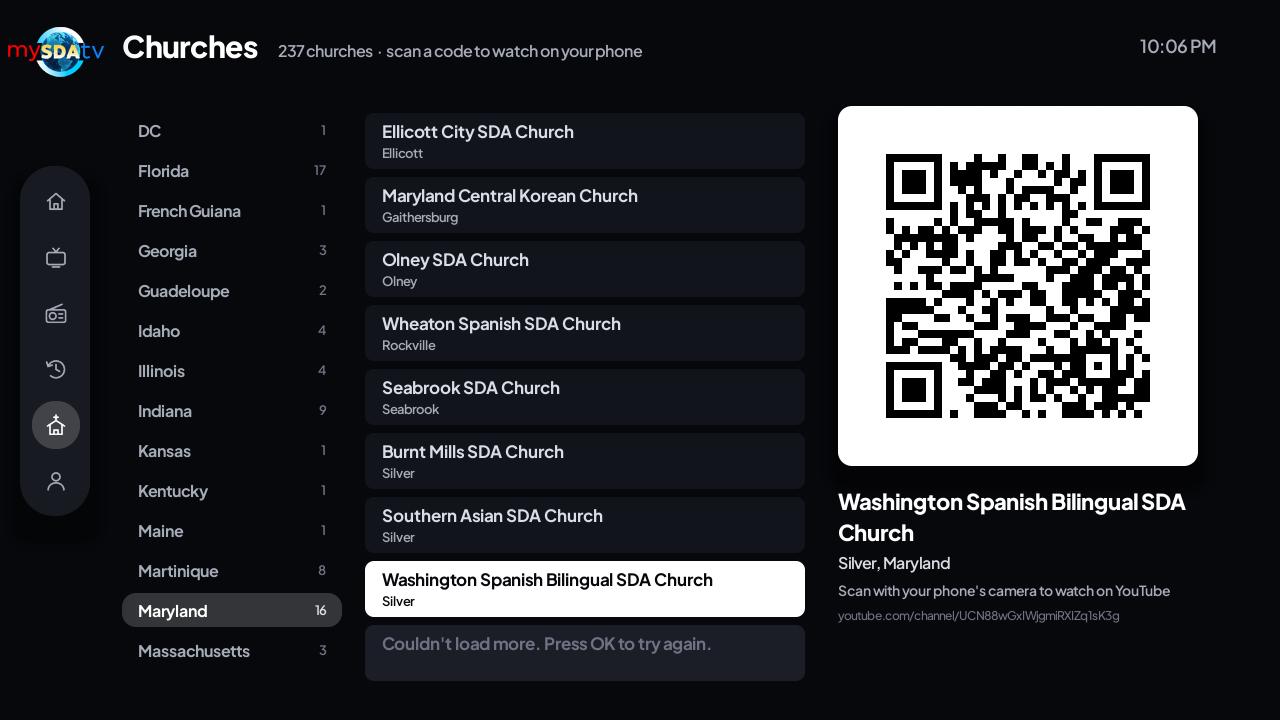 mySDAtv
Churches
237 churches · scan a code to watch on your phone
10:06 PM
DC 1
Florida 17
French Guiana 1
Georgia 3
Guadeloupe 2
Idaho 4
Illinois 4
Indiana 9
Kansas 1
Kentucky 1
Maine 1
Martinique 8
Maryland 16
Massachusetts 3
Ellicott City SDA Church
Ellicott
Maryland Central Korean Church
Gaithersburg
Olney SDA Church
Olney
Wheaton Spanish SDA Church
Rockville
Seabrook SDA Church
Seabrook
Burnt Mills SDA Church
Silver
Southern Asian SDA Church
Silver
Washington Spanish Bilingual SDA Church
Silver
Couldn't load more. Press OK to try again.
Washington Spanish Bilingual SDA
Church
Silver, Maryland
Scan with your phone's camera to watch on YouTube
youtube.com/channel/UCN88wGxIWjgmiRXIZq1sK3g